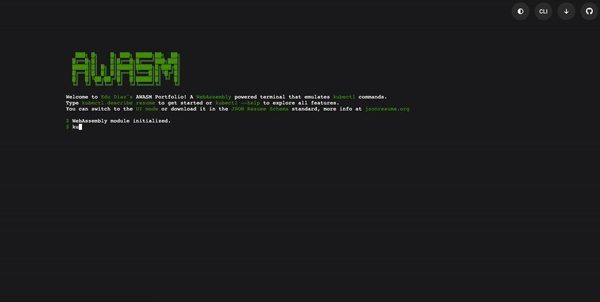 CLI
AWASM
Welcome to Edu Díaz's AWASM Portfolio! A WebAssembly powered terminal that emulates kubectl commands.
Type kubectl describe resume to get started or kubectl --help to explore all features.
You can switch to the UI mode or download it in the JSON Resume Schema standard, more info at jsonresume.org
$ WebAssembly module initialized.
$ ku